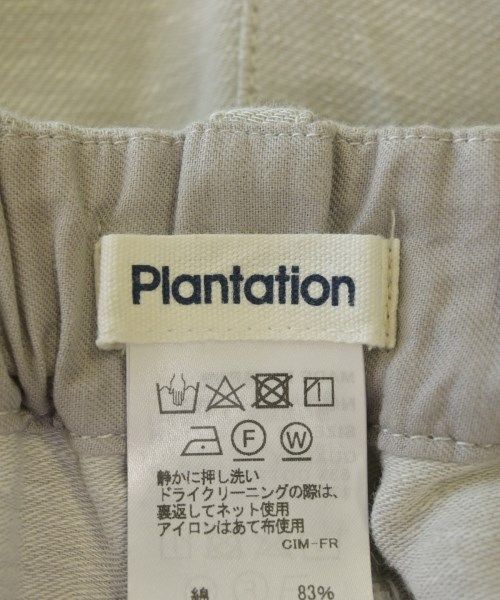 Plantation
F W
静かに押し洗い
ドライクリーニングの際は、
裏返してネット使用
アイロンはあて布使用
CIM-FR
綿 83%